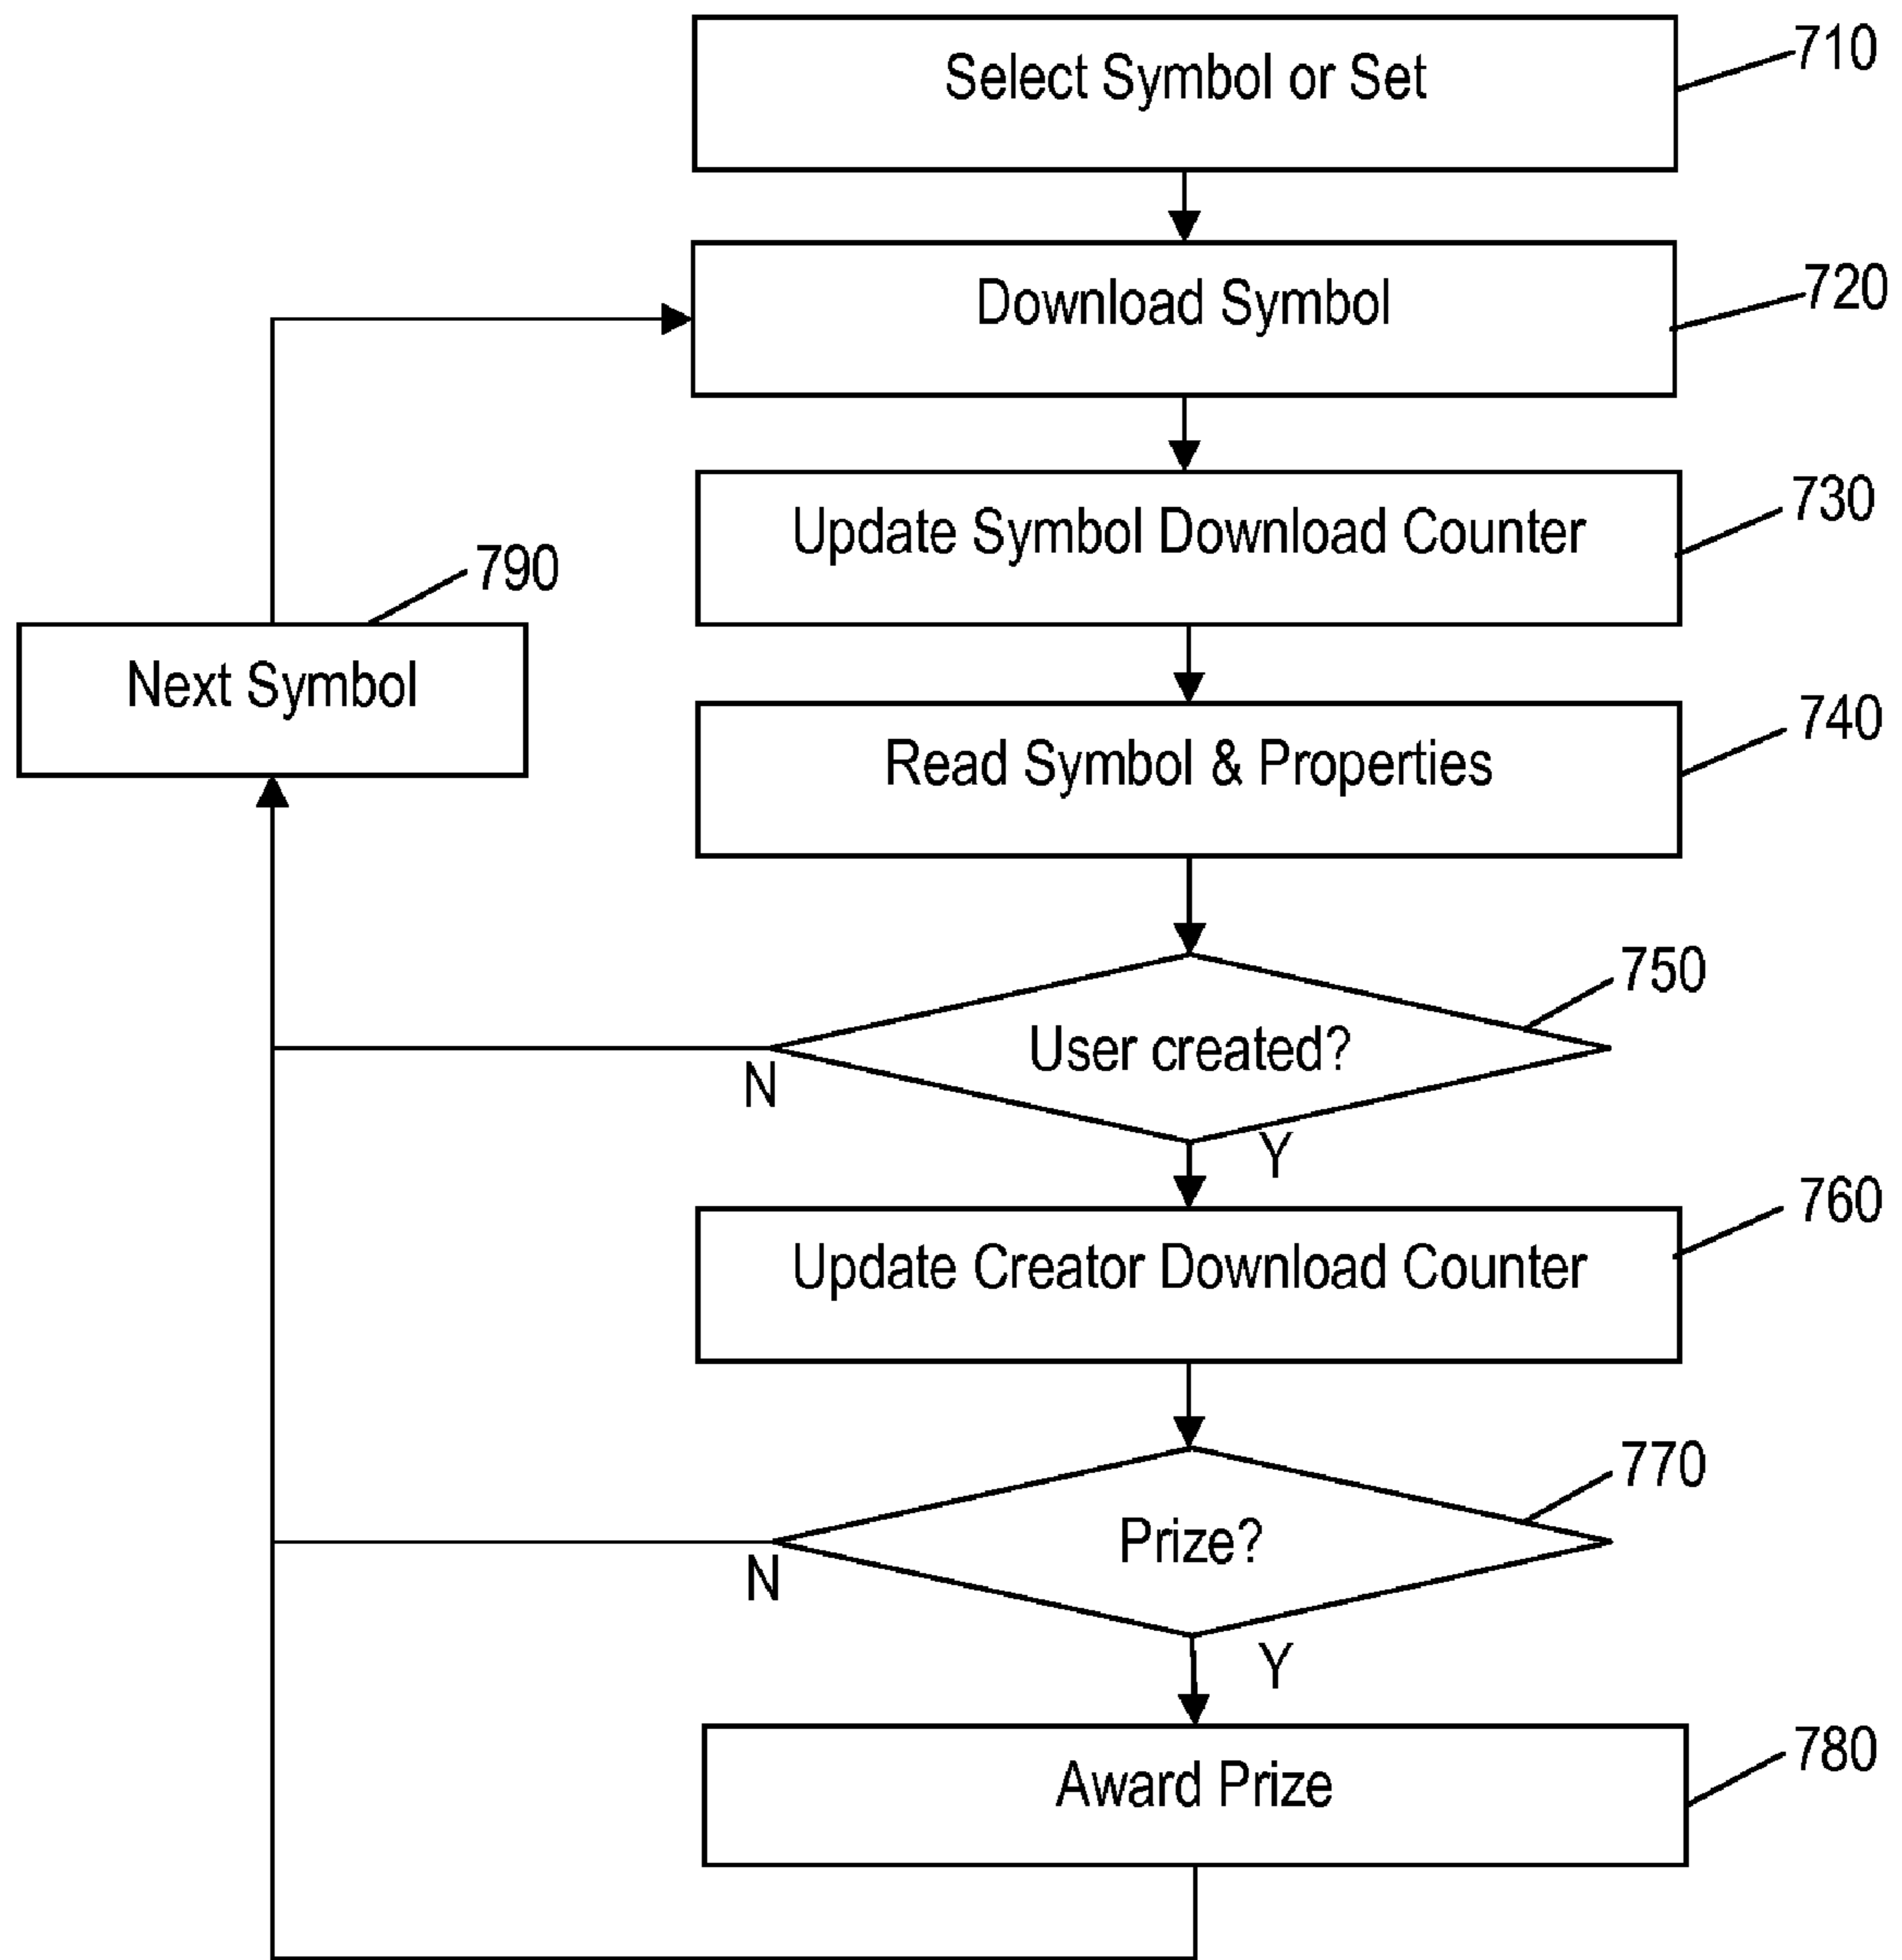 Select Symbol or Set
710
Download Symbol
720
Update Symbol Download Counter
730
790
Next Symbol
Read Symbol & Properties
740
User created?
750
N
Y
Update Creator Download Counter
760
Prize?
770
N
Y
Award Prize
780